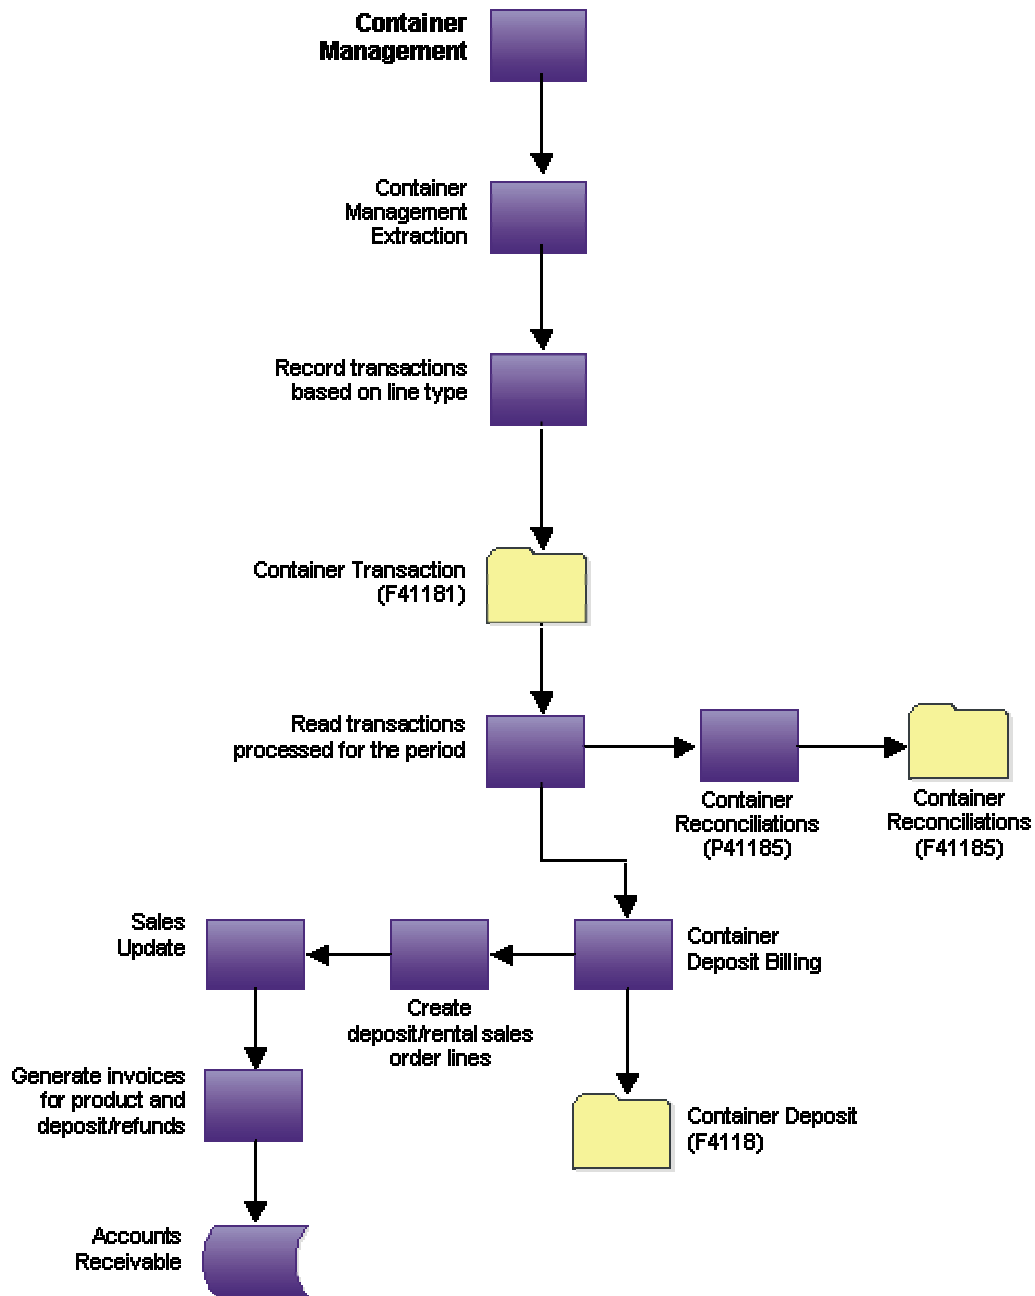 Container
Management
Container
Management
Extraction
Record transactions
based on line type
Container Transaction
(F41181)
Read transactions
processed for the period
Container
Reconciliations
(P41185)
Container
Reconciliations
(F41185)
Sales
Update
Create
deposit/rental sales
order lines
Container
Deposit Billing
Generate invoices
for product and
deposit/refunds
Container Deposit
(F4118)
Accounts
Receivable